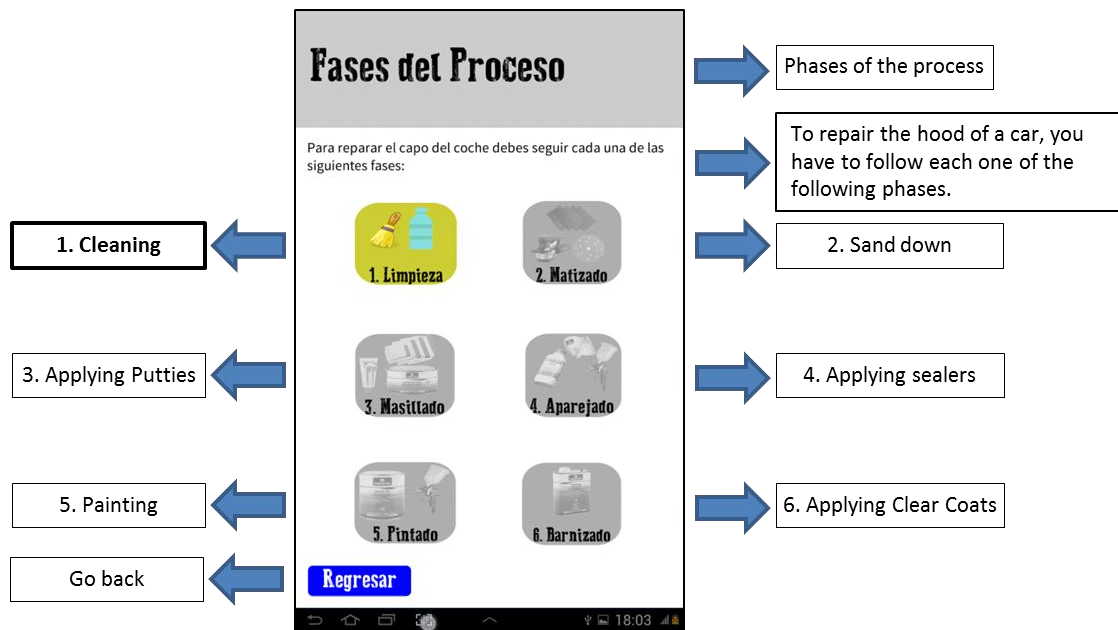 Fases del Proceso
Phases of the process
Para reparar el capo del coche debes seguir cada una de las
siguientes fases:
To repair the hood of a car, you
have to follow each one of the
following phases.
1. Cleaning
1. Limpieza
2. Matizado
2. Sand down
3. Applying Putties
3. Masillado
4. Aparejado
4. Applying sealers
5. Painting
5. Pintado
6. Barnizado
6. Applying Clear Coats
Go back
Regresar
18:03